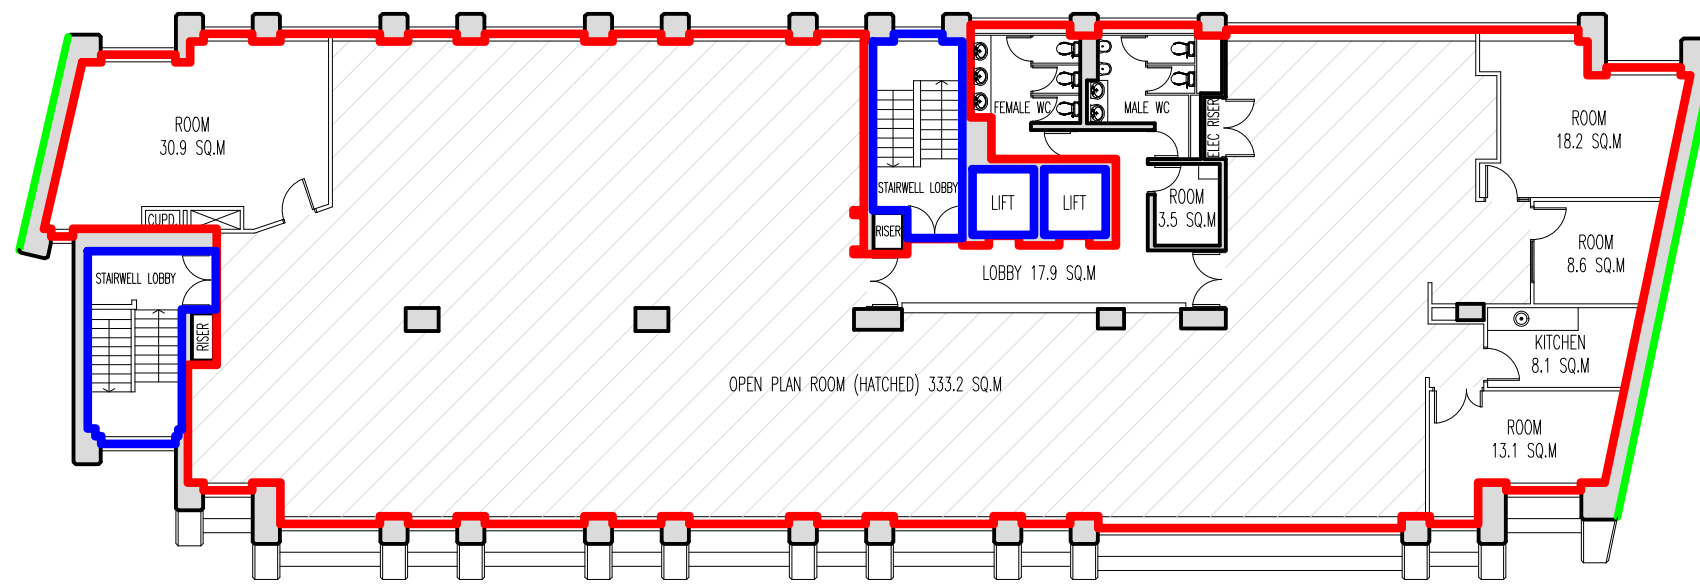 ROOM
30.9 SQ.M
CUPD.
STAIRWELL LOBBY
RISER
STAIRWELL LOBBY
RISER
FEMALE WC
MALE WC
ELEC RISER
LIFT
LIFT
ROOM
3.5 SQ.M
LOBBY 17.9 SQ.M
OPEN PLAN ROOM (HATCHED) 333.2 SQ.M
ROOM
18.2 SQ.M
ROOM
8.6 SQ.M
KITCHEN
8.1 SQ.M
ROOM
13.1 SQ.M